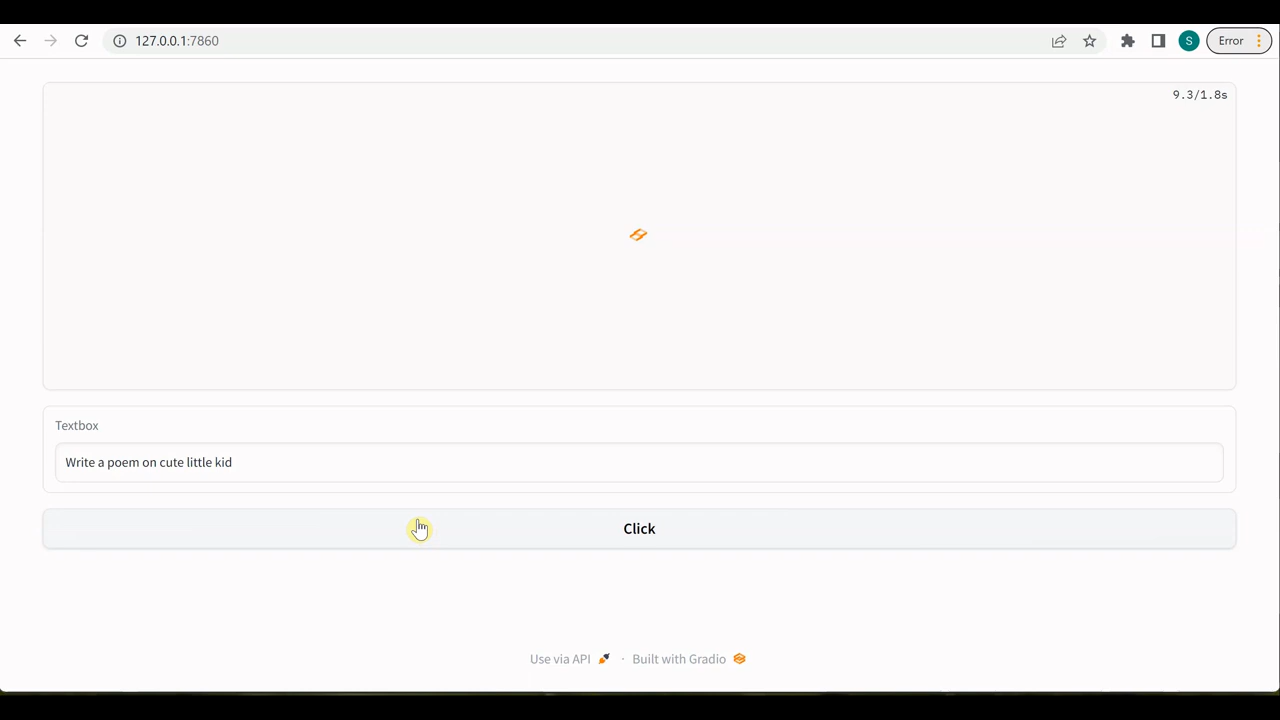 127.0.0.1:7860
S
Error
9.3/1.8s
Textbox
Write a poem on cute little kid
Click
Use via API · Built with Gradio